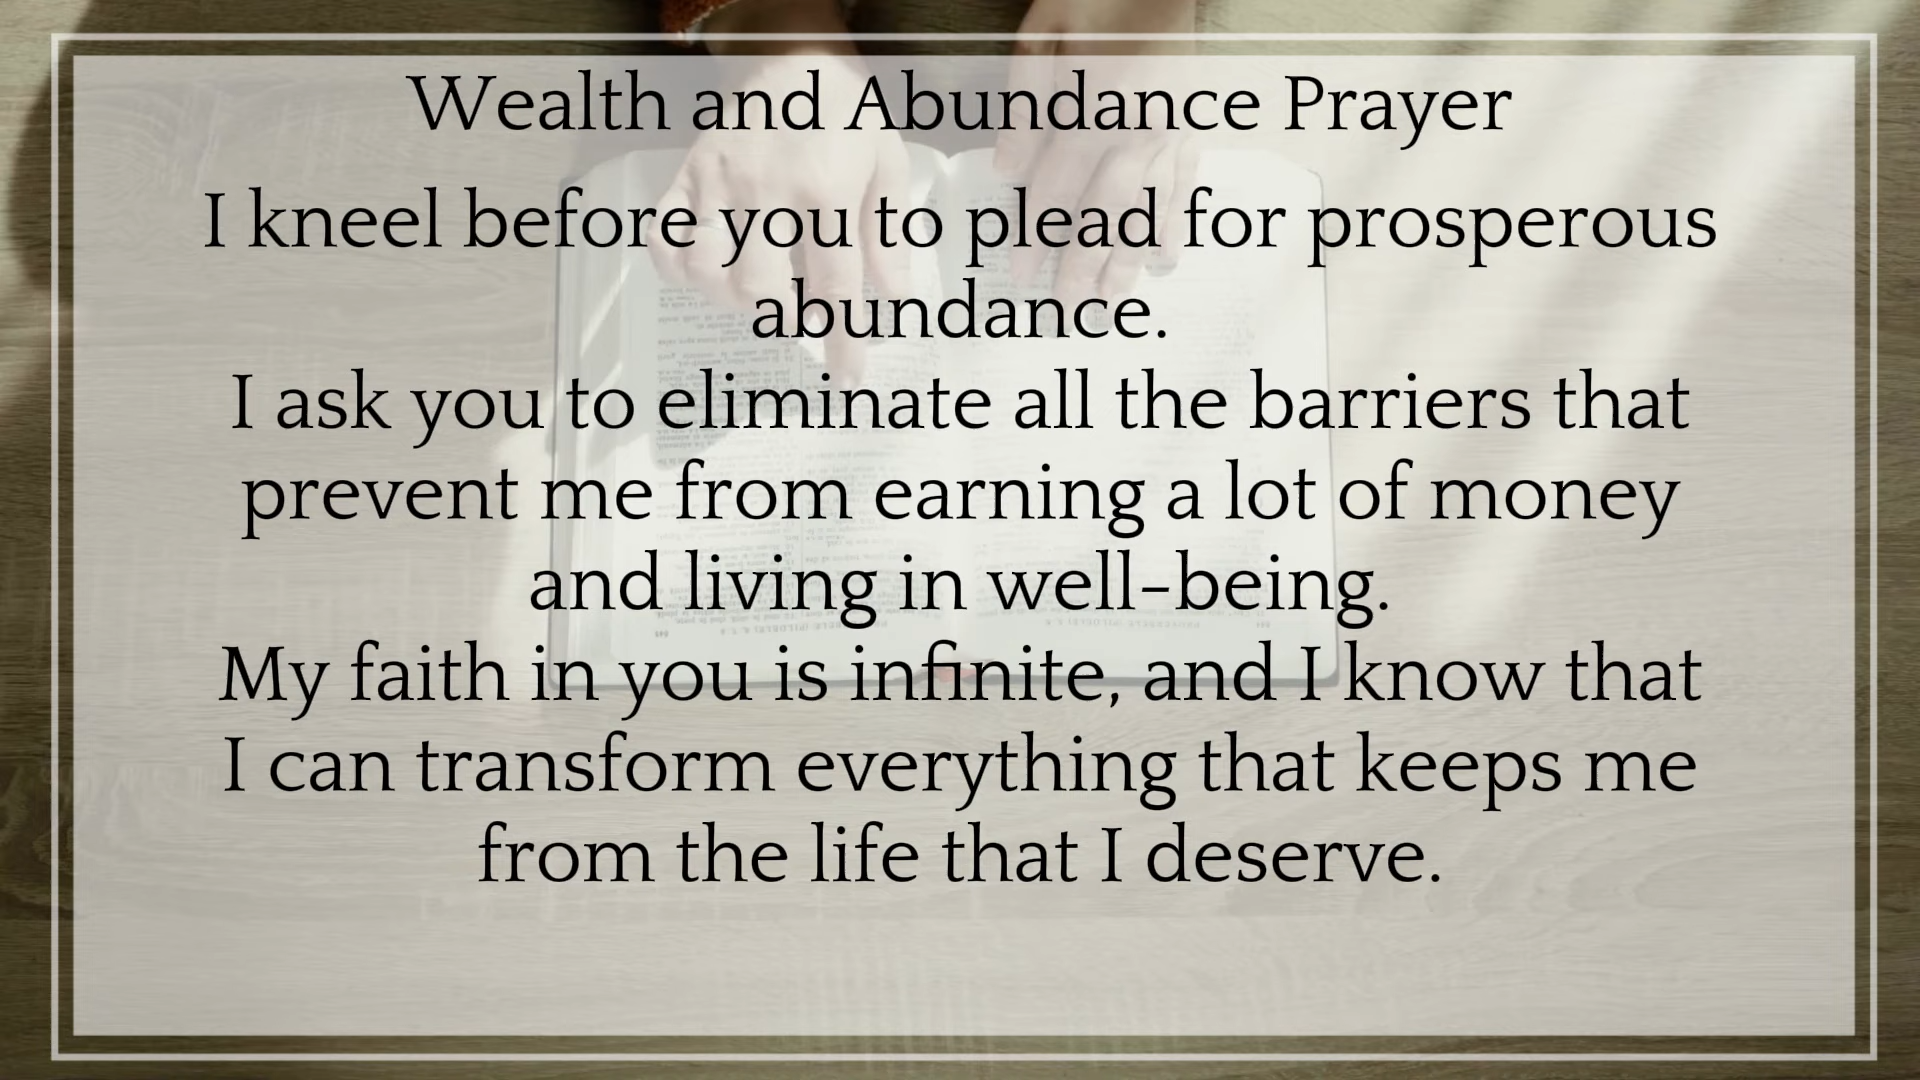 Wealth and Abundance Prayer
I kneel before you to plead for prosperous
abundance.
I ask you to eliminate all the barriers that
prevent me from earning a lot of money
and living in well-being.
My faith in you is infinite, and I know that
I can transform everything that keeps me
from the life that I deserve.